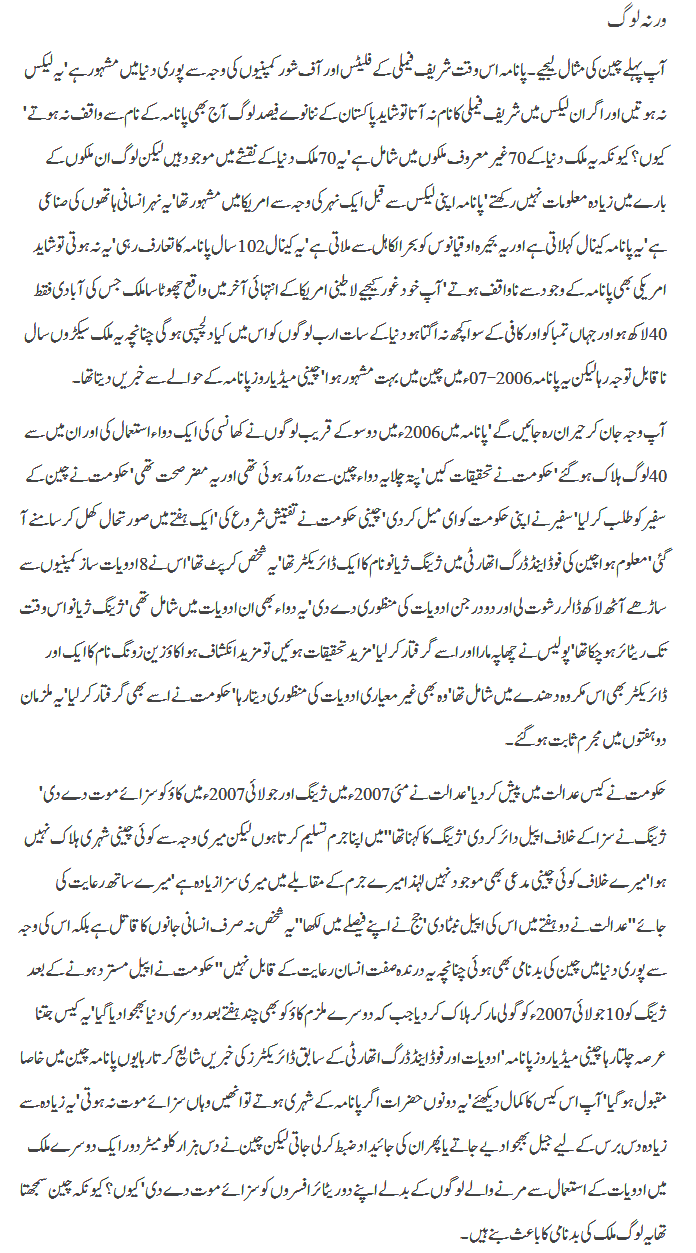 ورنہ لوگ
آپ پہلے چین کی مثال لیجیے۔ پانامہ اس وقت شریف فیملی کے فلیٹس اور آف شور کمپنیوں کی وجہ سے پوری دنیا میں مشہور ہے' یہ لیکس
نہ ہوتیں اور اگر ان لیکس میں شریف فیملی کا نام نہ آتا تو شاید پاکستان کے ننانوے فیصد لوگ آج بھی پانامہ کے نام سے واقف نہ ہوتے'
کیوں؟ کیونکہ یہ ملک دنیا کے 70 غیر معروف ملکوں میں شامل ہے' یہ 70 ملک دنیا کے نقشے میں موجود ہیں لیکن لوگ ان ملکوں کے
بارے میں زیادہ معلومات نہیں رکھتے' پانامہ اپنی لیکس سے قبل ایک نہر کی وجہ سے امریکا میں مشہور تھا' یہ نہر انسانی ہاتھوں کی صناعی
ہے' یہ پانامہ کینال کہلاتی ہے اور یہ بحیرہ اوقیانوس کو بحرالکاہل سے ملاتی ہے' یہ کینال 102 سال پانامہ کا تعارف رہی' یہ نہ ہوتی تو شاید
امریکی بھی پانامہ کے وجود سے ناواقف ہوتے' آپ خود غور کیجیے لاطینی امریکا کے انتہائی آخر میں واقع چھوٹا سا ملک جس کی آبادی فقط
40 لاکھ ہو اور جہاں تمباکو اور کافی کے سوا کچھ نہ اگتا ہو دنیا کے سات ارب لوگوں کو اس میں کیا دلچسپی ہوگی چنانچہ یہ ملک سیکڑوں سال
ناقابل توجہ رہا لیکن یہ پانامہ 2006-07ء میں چین میں بہت مشہور ہوا' چینی میڈیا روز پانامہ کے حوالے سے خبریں دیتا تھا۔
آپ وجہ جان کر حیران رہ جائیں گے' پانامہ میں 2006ء میں دو سو کے قریب لوگوں نے کھانسی کی ایک دواء استعمال کی اور ان میں سے
40 لوگ ہلاک ہو گئے' حکومت نے تحقیقات کیں' پتہ چلا یہ دواء چین سے درآمد ہوئی تھی اور یہ مضر صحت تھی' حکومت نے چین کے
سفیر کو طلب کر لیا' سفیر نے اپنی حکومت کو ای میل کر دی' چینی حکومت نے تفتیش شروع کی' ایک ہفتے میں صورتحال کھل کر سامنے آ
گئی' معلوم ہوا چین کی فوڈ اینڈ ڈرگ اتھارٹی میں ژینگ ژیانو نام کا ایک ڈائریکٹر تھا' یہ شخص کرپٹ تھا' اس نے 8 ادویات ساز کمپنیوں سے
ساڑھے آٹھ لاکھ ڈالر رشوت لی اور دو درجن ادویات کی منظوری دے دی' یہ دواء بھی ان ادویات میں شامل تھی' ژینگ ژیانو اس وقت
تک ریٹائر ہو چکا تھا' پولیس نے چھاپہ مارا اور اسے گرفتار کر لیا' مزید تحقیقات ہوئیں تو مزید انکشاف ہوا کاؤزین زونگ نام کا ایک اور
ڈائریکٹر بھی اس مکروہ دھندے میں شامل تھا' وہ بھی غیر معیاری ادویات کی منظوری دیتا رہا' حکومت نے اسے بھی گرفتار کر لیا' یہ ملزمان
دو ہفتوں میں مجرم ثابت ہو گئے۔
حکومت نے کیس عدالت میں پیش کر دیا' عدالت نے مئی 2007ء میں ژینگ اور جولائی 2007ء میں کاؤ کو سزائے موت دے دی'
ژینگ نے سزا کے خلاف اپیل دائر کر دی' ژینگ کا کہنا تھا''میں اپنا جرم تسلیم کرتا ہوں لیکن میری وجہ سے کوئی چینی شہری ہلاک نہیں
ہوا' میرے خلاف کوئی چینی مدعی بھی موجود نہیں لہٰذا میرے جرم کے مقابلے میں میری سزا زیادہ ہے' میرے ساتھ رعایت کی
جائے'' عدالت نے دو ہفتے میں اس کی اپیل نبٹا دی' جج نے اپنے فیصلے میں لکھا''یہ شخص نہ صرف انسانی جانوں کا قاتل ہے بلکہ اس کی وجہ
سے پوری دنیا میں چین کی بدنامی بھی ہوئی چنانچہ یہ درندہ صفت انسان رعایت کے قابل نہیں'' حکومت نے اپیل مسترد ہونے کے بعد
ژینگ کو 10 جولائی 2007ء کو گولی مار کر ہلاک کر دیا جب کہ دوسرے ملزم کاؤ کو بھی چند ہفتے بعد دوسری دنیا بھجوا دیا گیا' یہ کیس جتنا
عرصہ چلتا رہا چینی میڈیا روز پانامہ' ادویات اور فوڈ اینڈ ڈرگ اتھارٹی کے سابق ڈائریکٹرز کی خبریں شایع کرتا رہا یوں پانامہ چین میں خاصا
مقبول ہو گیا' آپ اس کیس کا کمال دیکھئے' یہ دونوں حضرات اگر پانامہ کے شہری ہوتے تو انھیں وہاں سزائے موت نہ ہوتی' یہ زیادہ سے
زیادہ دس برس کے لیے جیل بھجوا دیے جاتے یا پھر ان کی جائیداد ضبط کر لی جاتی لیکن چین نے دس ہزار کلو میٹر دور ایک دوسرے ملک
میں ادویات کے استعمال سے مرنے والے لوگوں کے بدلے اپنے دو ریٹائر افسروں کو سزائے موت دے دی' کیوں؟ کیونکہ چین سمجھتا
تھا یہ لوگ ملک کی بدنامی کا باعث بنے ہیں۔